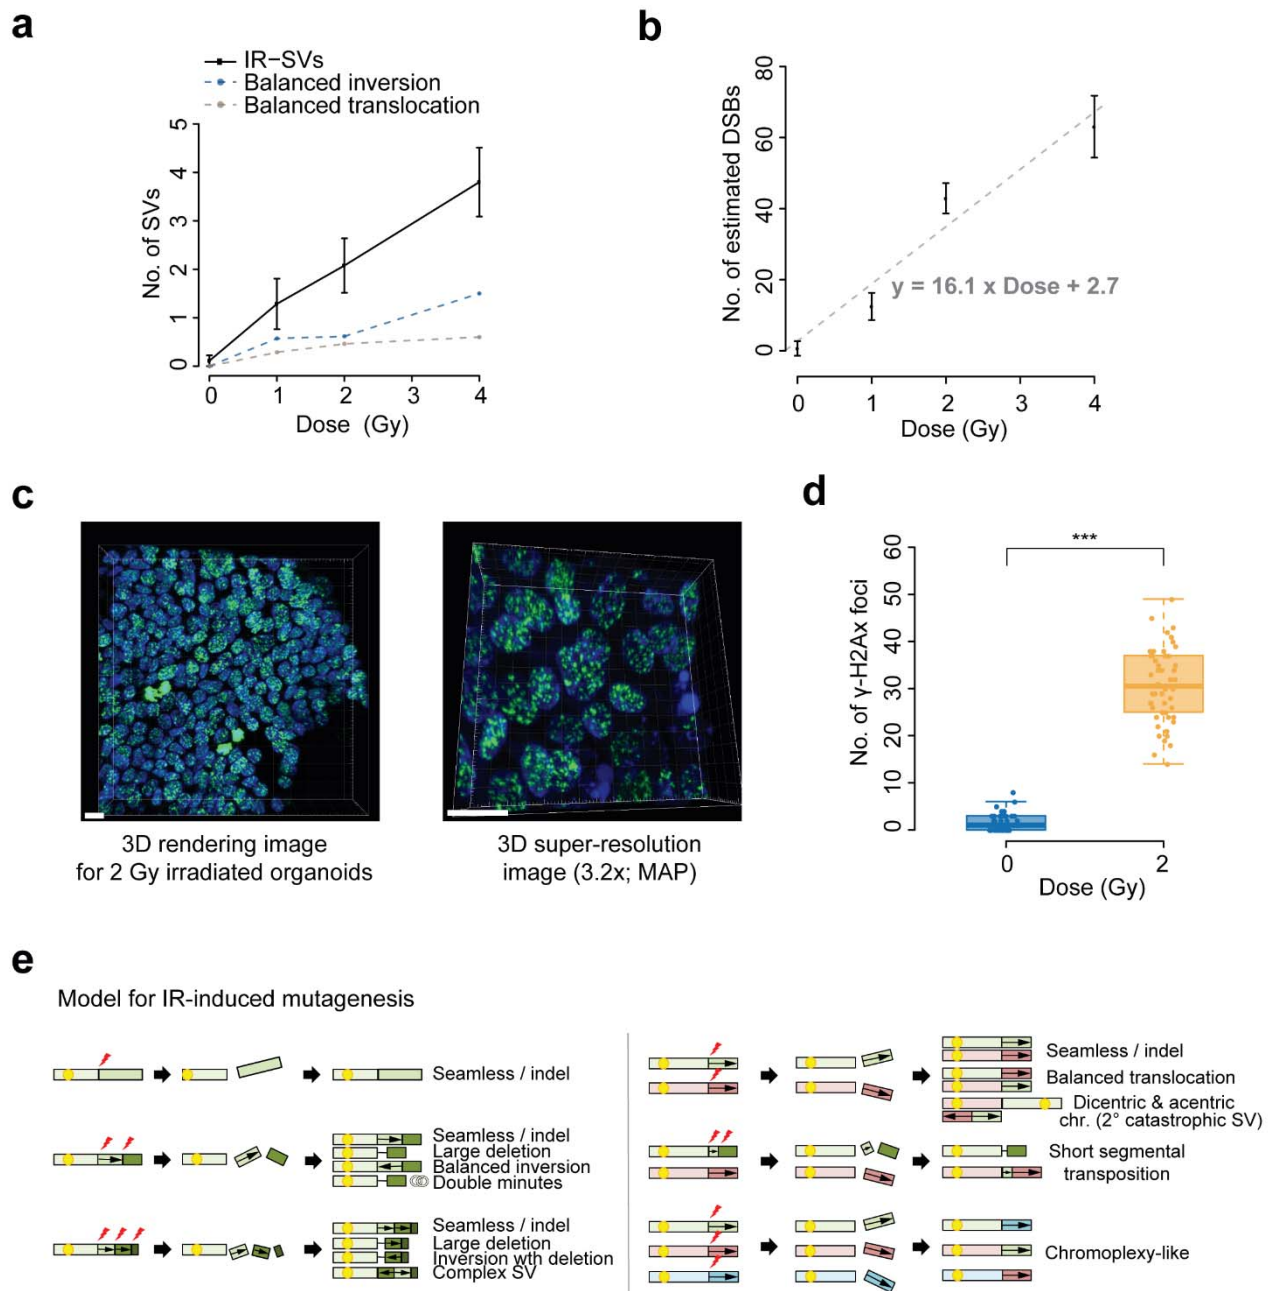 a
IR−SVs
Balanced inversion
Balanced translocation
No. of SVs
5
4
3
2
1
0
0 1 2 3 4
Dose (Gy)
b
No. of estimated DSBs
80
60
40
20
0
y = 16.1 x Dose + 2.7
0 1 2 3 4
Dose (Gy)
c
3D rendering image
for 2 Gy irradiated organoids
3D super-resolution
image (3.2x; MAP)
d
No. of γ-H2Ax foci
60
50
40
30
20
10
0
***
0 2
Dose (Gy)
e
Model for IR-induced mutagenesis
Seamless / indel
Seamless / indel
Large deletion
Balanced inversion
Double minutes
Seamless / indel
Large deletion
Inversion wth deletion
Complex SV
Seamless / indel
Balanced translocation
Dicentric & acentric
chr. (2° catastrophic SV)
Short segmental
transposition
Chromoplexy-like